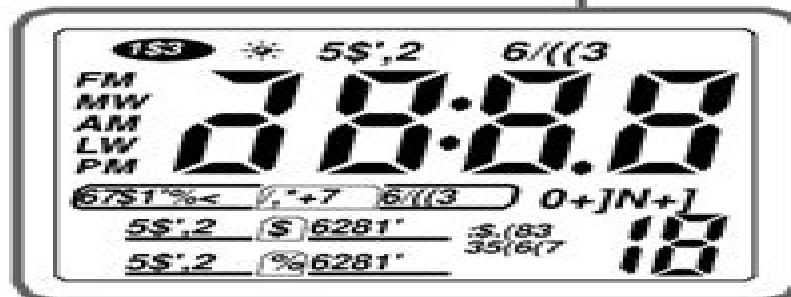 1$3 5$',2 6/((3
FM
MW
AM
LW
PM
67$1'%< /,*+7 6/((3 0+]N+]
5$',2 $ 6281' :$.(83
35(6(7 18
5$',2 % 6281'